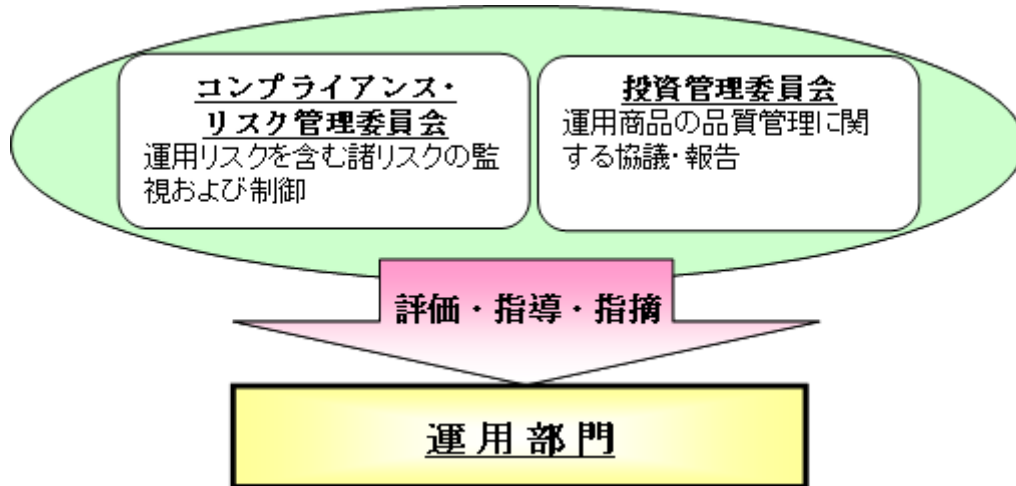 コンプライアンス・
リスク管理委員会
運用リスクを含む諸リスクの監
視および制御
投資管理委員会
運用商品の品質管理に関
する協議・報告
評価・指導・指摘
運用部門